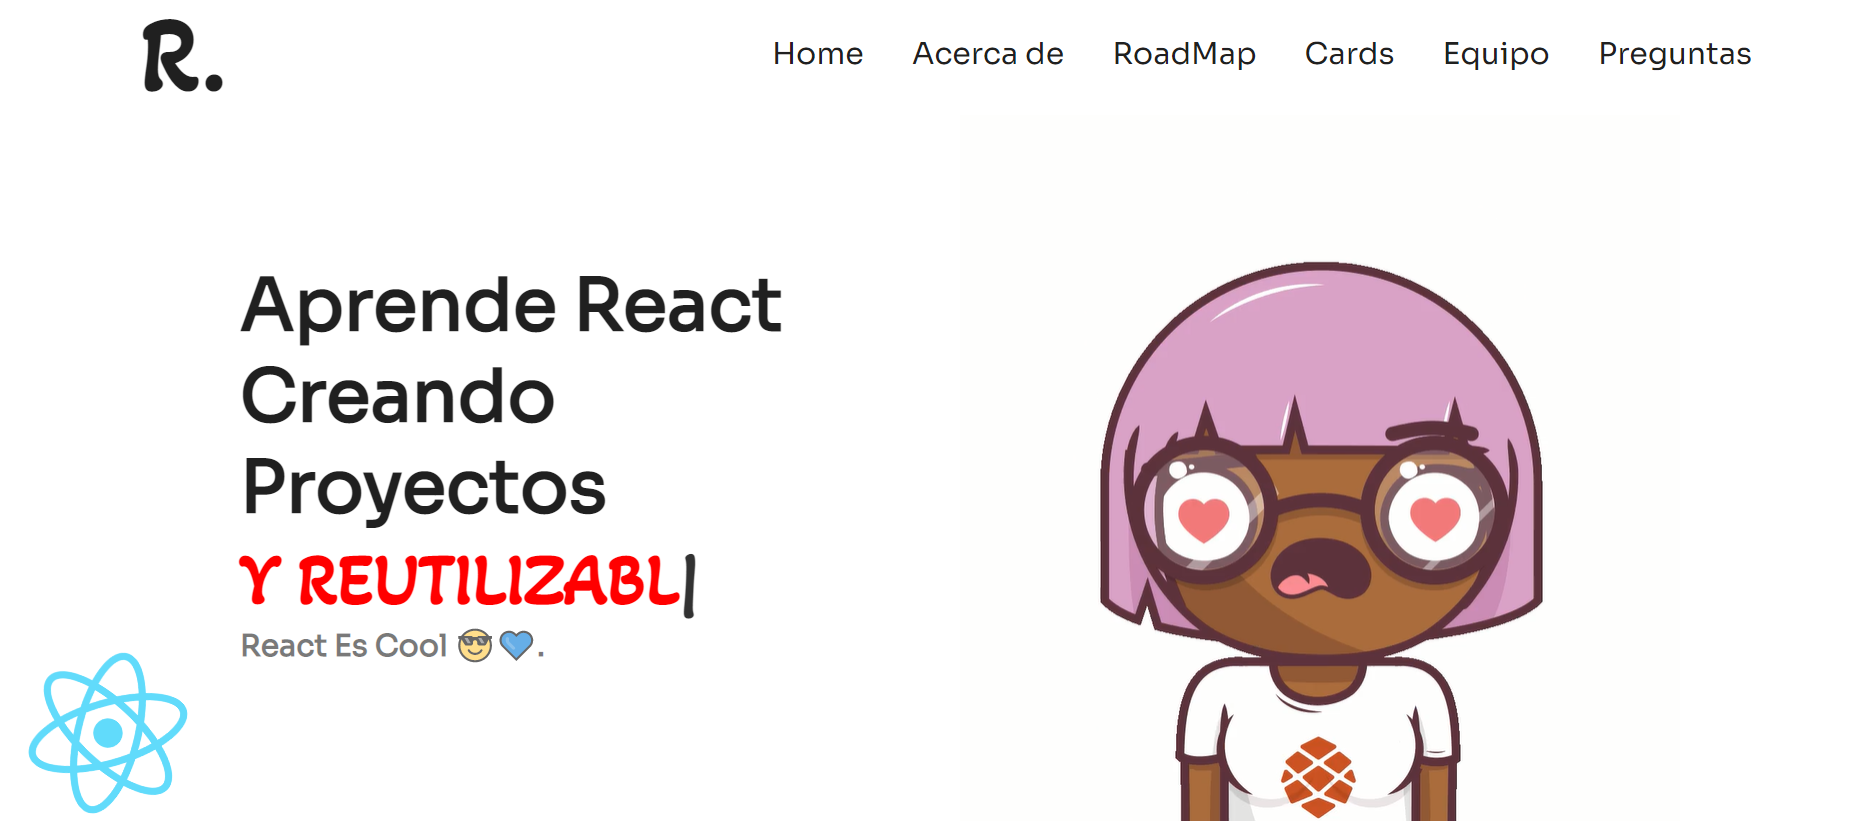 R.
Home Acerca de RoadMap Cards Equipo Preguntas
Aprende React
Creando
Proyectos
Y REUTILIZABL|
React Es Cool 😎💙.